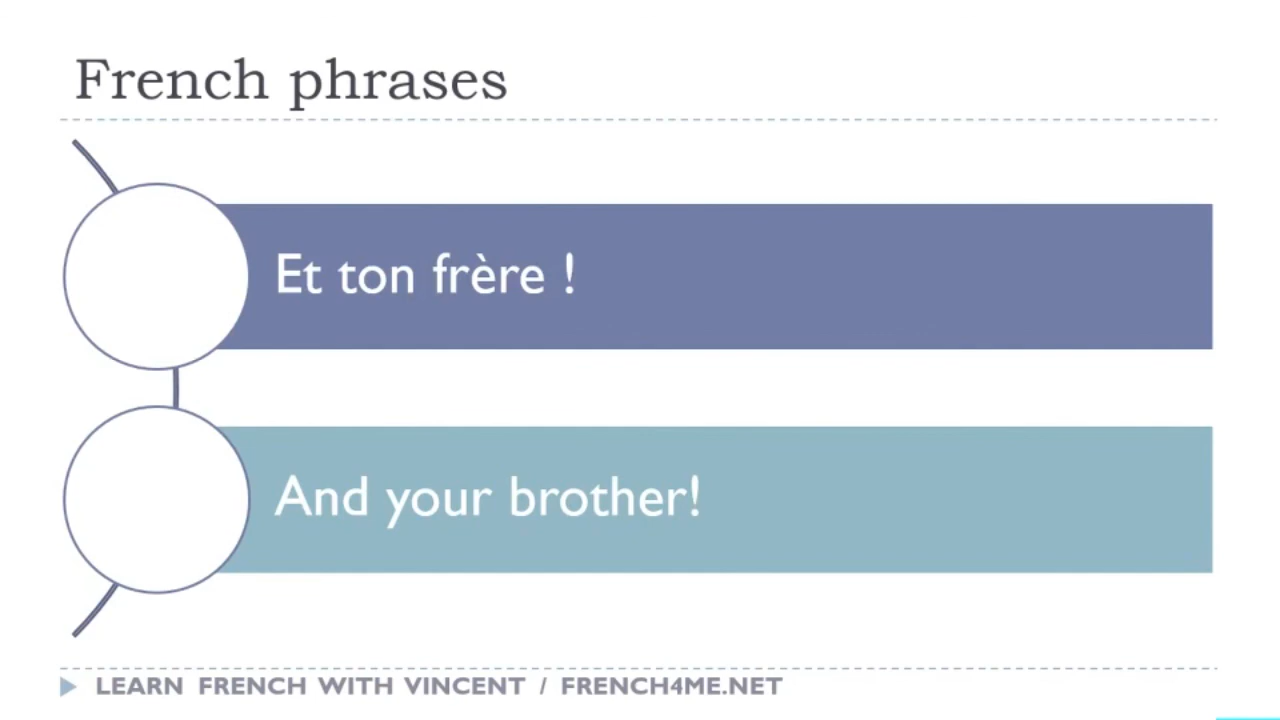 French phrases
Et ton frère !
And your brother!
LEARN FRENCH WITH VINCENT / FRENCH4ME.NET